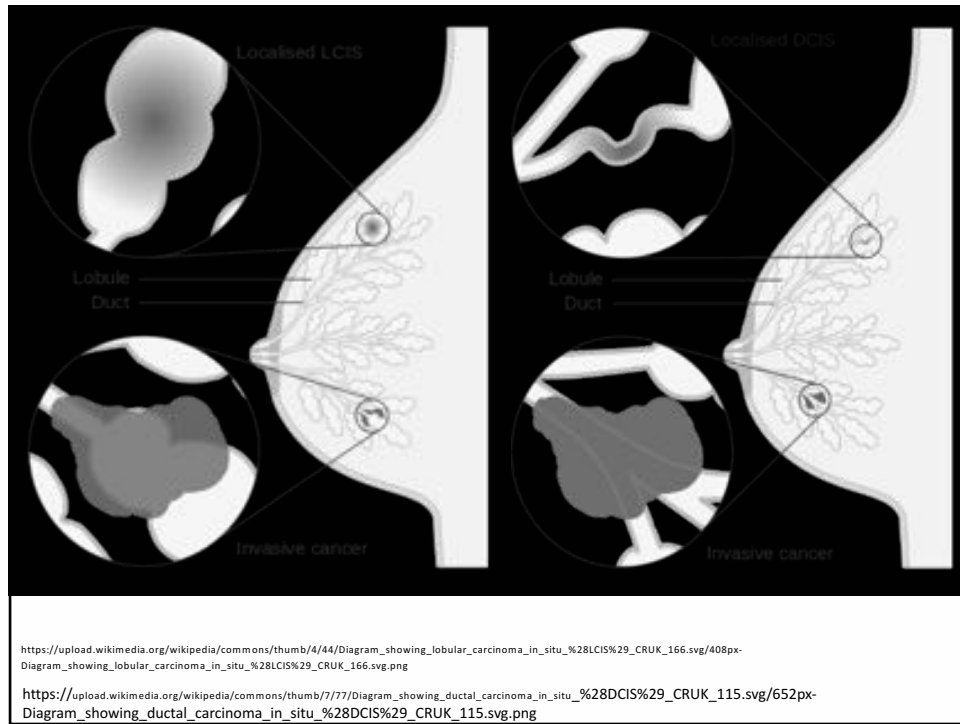 Localised LCIS
Localised DCIS
Lobule
Duct
Lobule
Duct
Invasive cancer
Invasive cancer
https://upload.wikimedia.org/wikipedia/commons/thumb/4/44/Diagram_showing_lobular_carcinoma_in_situ_%28LCIS%29_CRUK_166.svg/408px-
Diagram_showing_lobular_carcinoma_in_situ_%28LCIS%29_CRUK_166.svg.png
https://upload.wikimedia.org/wikipedia/commons/thumb/7/77/Diagram_showing_ductal_carcinoma_in_situ_%28DCIS%29_CRUK_115.svg/652px-
Diagram_showing_ductal_carcinoma_in_situ_%28DCIS%29_CRUK_115.svg.png